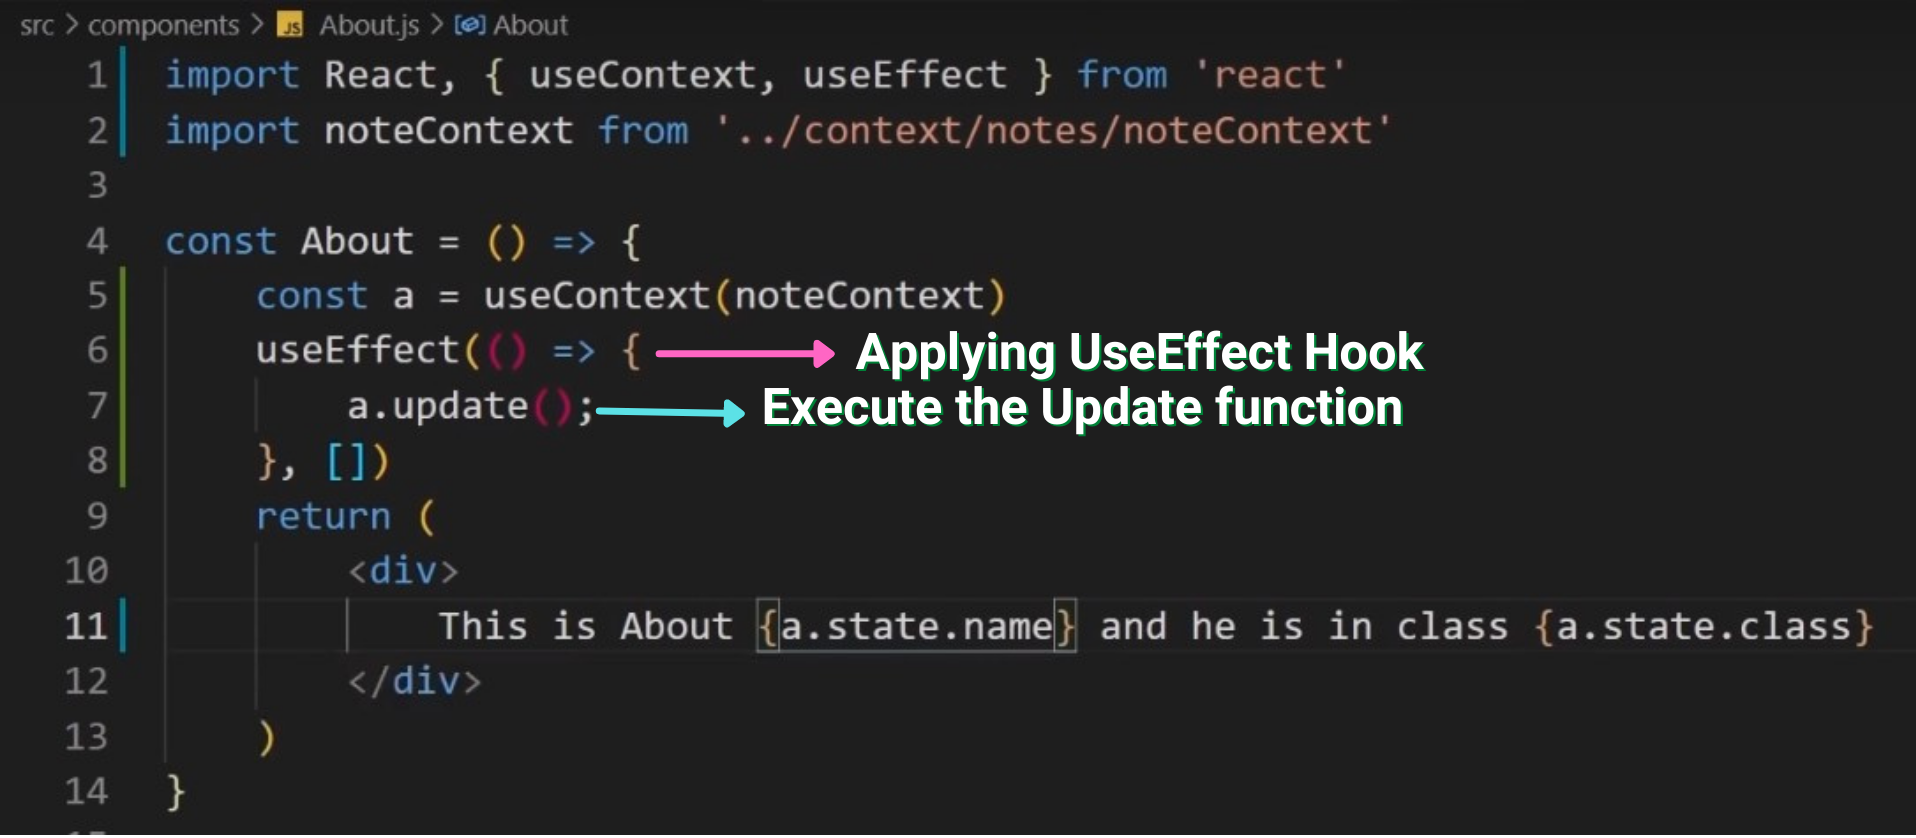 src > components > JS About.js > About
1 import React, { useContext, useEffect } from 'react'
2 import noteContext from '../context/notes/noteContext'
3
4 const About = () => {
5 const a = useContext(noteContext)
6 useEffect(() => { Applying UseEffect Hook
7 a.update(); Execute the Update function
8 }, [])
9 return (
10 <div>
11 This is About {a.state.name} and he is in class {a.state.class}
12 </div>
13 )
14 }